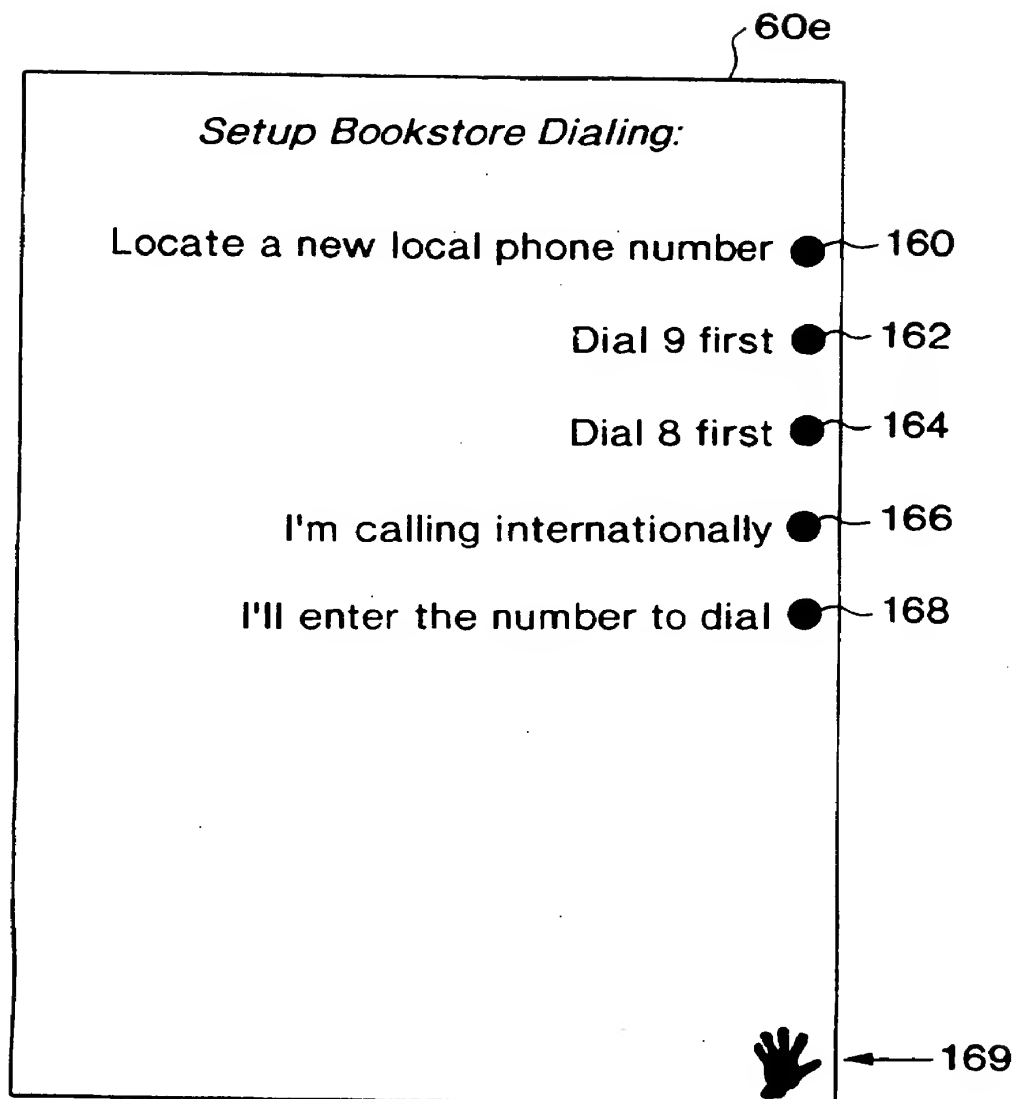 60e
Setup Bookstore Dialing:
Locate a new local phone number 160
Dial 9 first 162
Dial 8 first 164
I'm calling internationally 166
I'll enter the number to dial 168
169